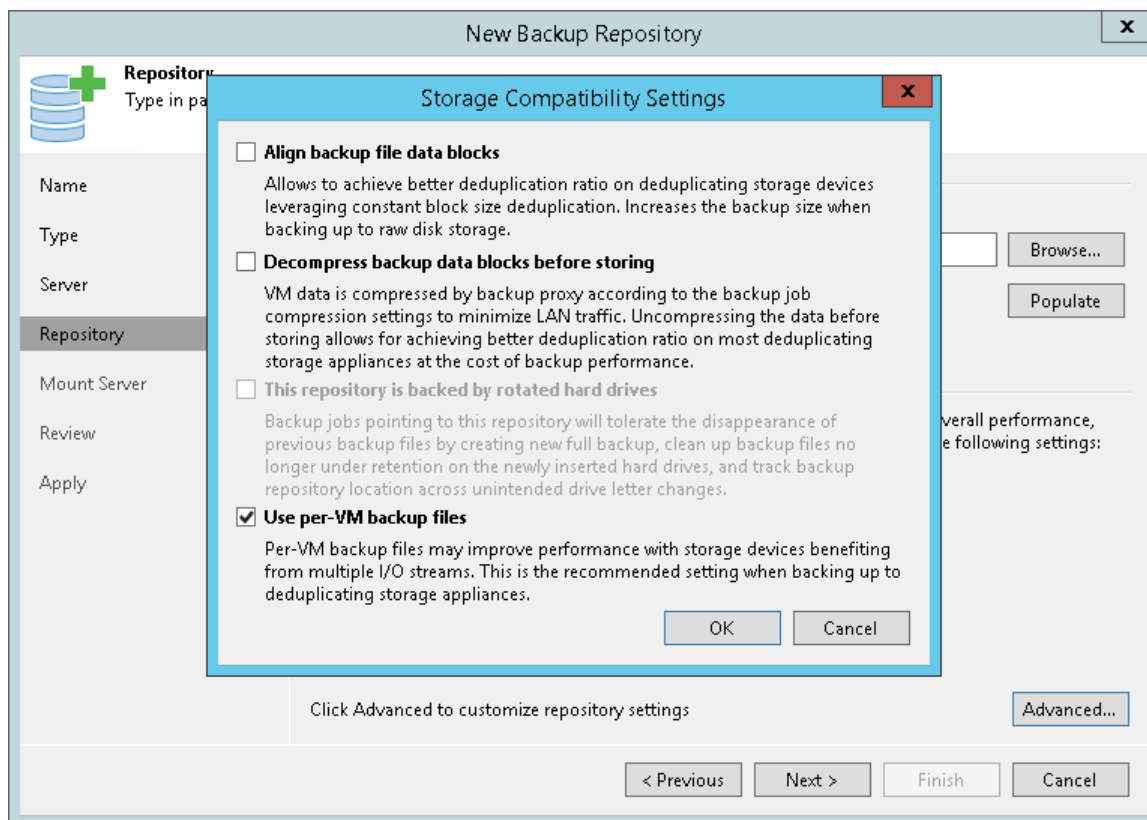 New Backup Repository
x
Repository
Type in pa
Storage Compatibility Settings
x
Align backup file data blocks
Allows to achieve better deduplication ratio on deduplicating storage devices
leveraging constant block size deduplication. Increases the backup size when
backing up to raw disk storage.
Decompress backup data blocks before storing
VM data is compressed by backup proxy according to the backup job
compression settings to minimize LAN traffic. Uncompressing the data before
storing allows for achieving better deduplication ratio on most deduplicating
storage appliances at the cost of backup performance.
This repository is backed by rotated hard drives
Backup jobs pointing to this repository will tolerate the disappearance of
previous backup files by creating new full backup, clean up backup files no
longer under retention on the newly inserted hard drives, and track backup
repository location across unintended drive letter changes.
Use per-VM backup files
Per-VM backup files may improve performance with storage devices benefiting
from multiple I/O streams. This is the recommended setting when backing up to
deduplicating storage appliances.
OK
Cancel
Name
Type
Server
Repository
Mount Server
Review
Apply
Browse...
Populate
verall performance,
e following settings:
Click Advanced to customize repository settings
Advanced...
< Previous
Next >
Finish
Cancel